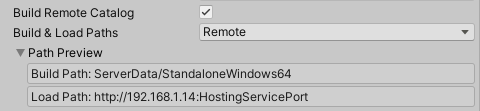 Build Remote Catalog
Build & Load Paths Remote
Path Preview
Build Path: ServerData/StandaloneWindows64
Load Path: http://192.168.1.14:HostingServicePort